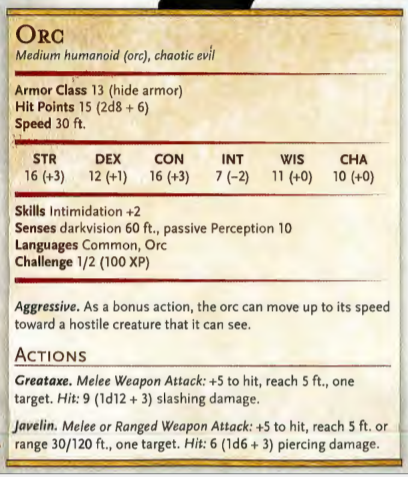 ORC
Medium humanoid (orc), chaotic evil
Armor Class 13 (hide armor)
Hit Points 15 (2d8 + 6)
Speed 30 ft.
STR DEX CON INT WIS CHA
16 (+3) 12 (+1) 16 (+3) 7 (−2) 11 (+0) 10 (+0)
Skills Intimidation +2
Senses darkvision 60 ft., passive Perception 10
Languages Common, Orc
Challenge 1/2 (100 XP)
Aggressive. As a bonus action, the orc can move up to its speed
toward a hostile creature that it can see.
ACTIONS
Greataxe. Melee Weapon Attack: +5 to hit, reach 5 ft., one
target. Hit: 9 (1d12 + 3) slashing damage.
Javelin. Melee or Ranged Weapon Attack: +5 to hit, reach 5 ft. or
range 30/120 ft., one target. Hit: 6 (1d6 + 3) piercing damage.